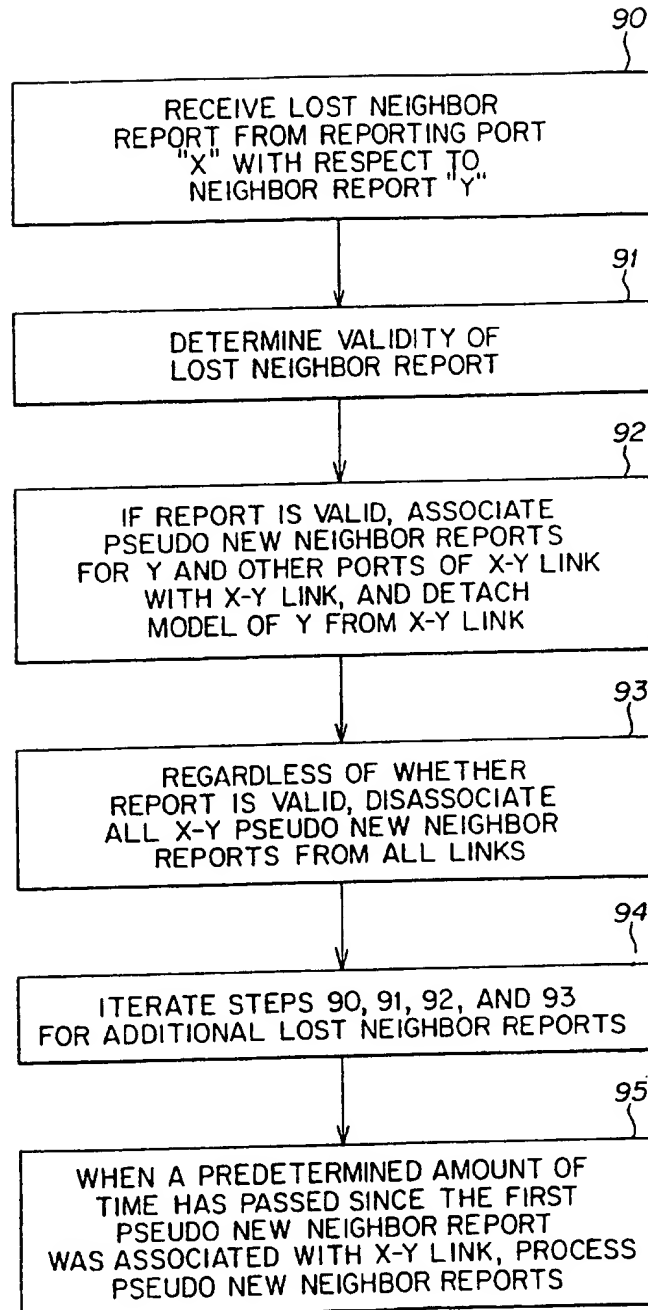 90
RECEIVE LOST NEIGHBOR
REPORT FROM REPORTING PORT
"X" WITH RESPECT TO
NEIGHBOR REPORT "Y"
91
DETERMINE VALIDITY OF
LOST NEIGHBOR REPORT
92
IF REPORT IS VALID, ASSOCIATE
PSEUDO NEW NEIGHBOR REPORTS
FOR Y AND OTHER PORTS OF X-Y LINK
WITH X-Y LINK, AND DETACH
MODEL OF Y FROM X-Y LINK
93
REGARDLESS OF WHETHER
REPORT IS VALID, DISASSOCIATE
ALL X-Y PSEUDO NEW NEIGHBOR
REPORTS FROM ALL LINKS
94
ITERATE STEPS 90, 91, 92, AND 93
FOR ADDITIONAL LOST NEIGHBOR REPORTS
95
WHEN A PREDETERMINED AMOUNT OF
TIME HAS PASSED SINCE THE FIRST
PSEUDO NEW NEIGHBOR REPORT
WAS ASSOCIATED WITH X-Y LINK, PROCESS
PSEUDO NEW NEIGHBOR REPORTS